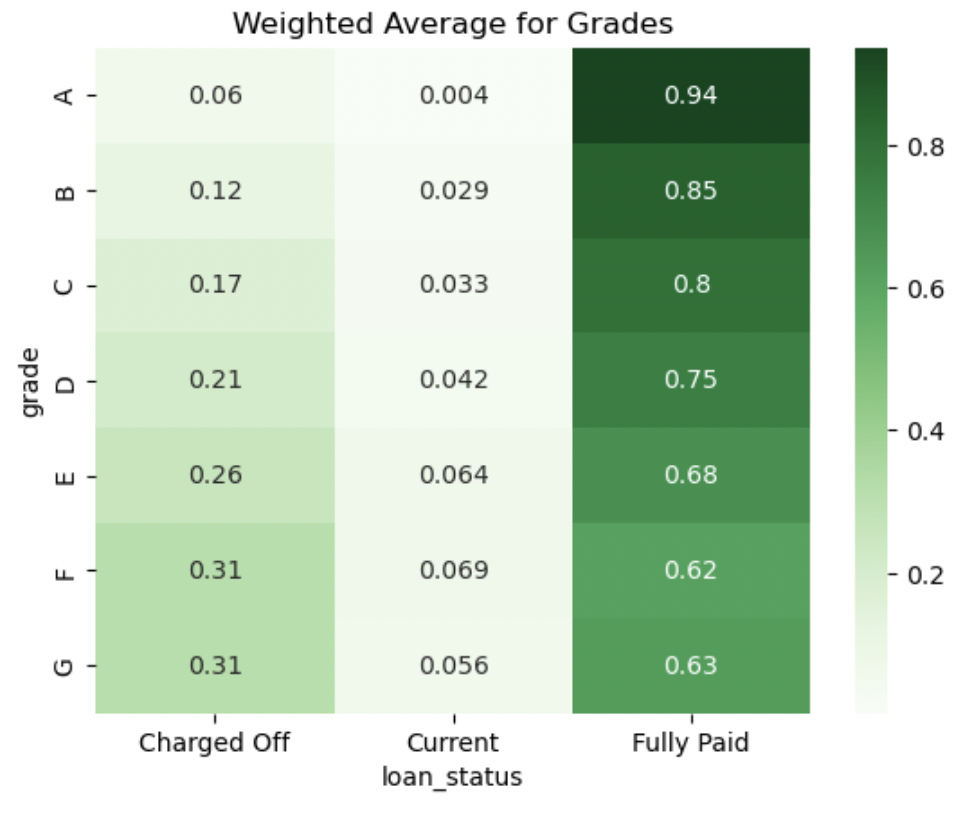 Weighted Average for Grades
A 0.06 0.004 0.94
B 0.12 0.029 0.85
C 0.17 0.033 0.8
D 0.21 0.042 0.75
E 0.26 0.064 0.68
F 0.31 0.069 0.62
G 0.31 0.056 0.63
grade
Charged Off Current Fully Paid
loan_status
0.8
0.6
0.4
0.2